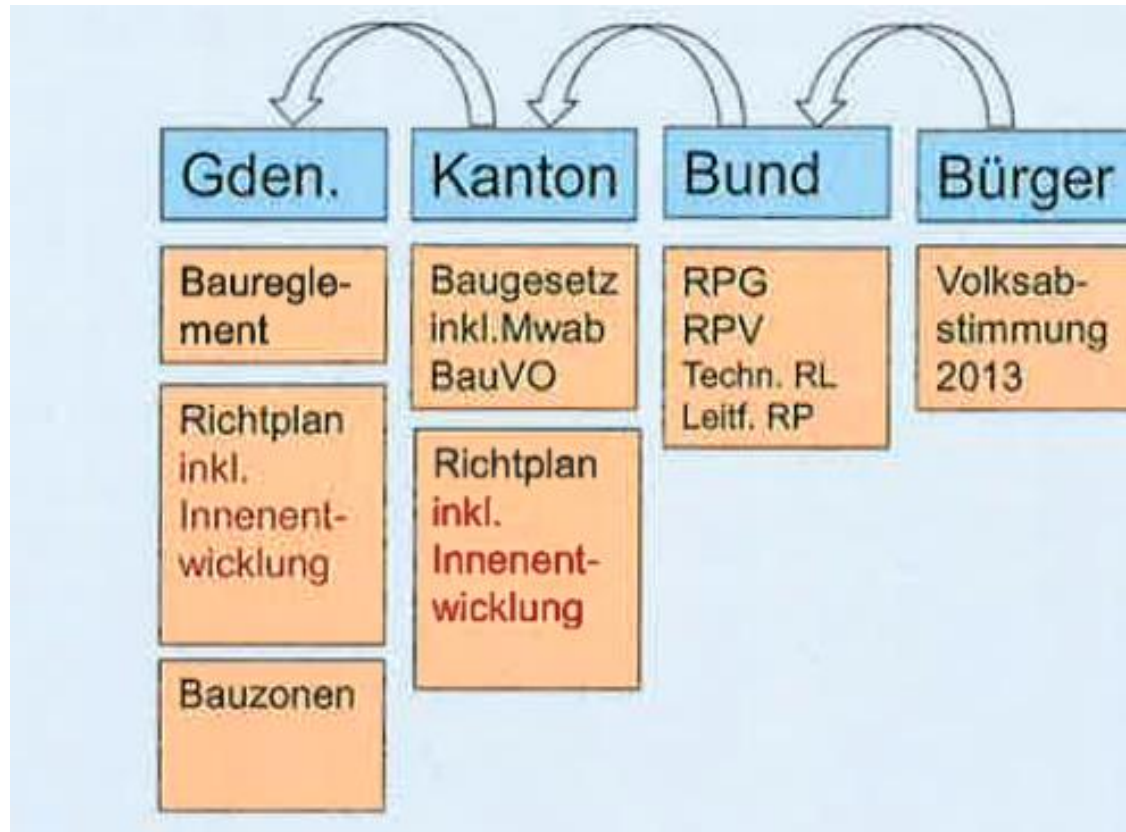 Gden.
Kanton
Bund
Bürger
Bauregle-
ment
Richtplan
inkl.
Innenent-
wicklung
Bauzonen
Baugesetz
inkl.Mwab
BauVO
Richtplan
inkl.
Innenent-
wicklung
RPG
RPV
Techn. RL
Leitf. RP
Volksab-
stimmung
2013